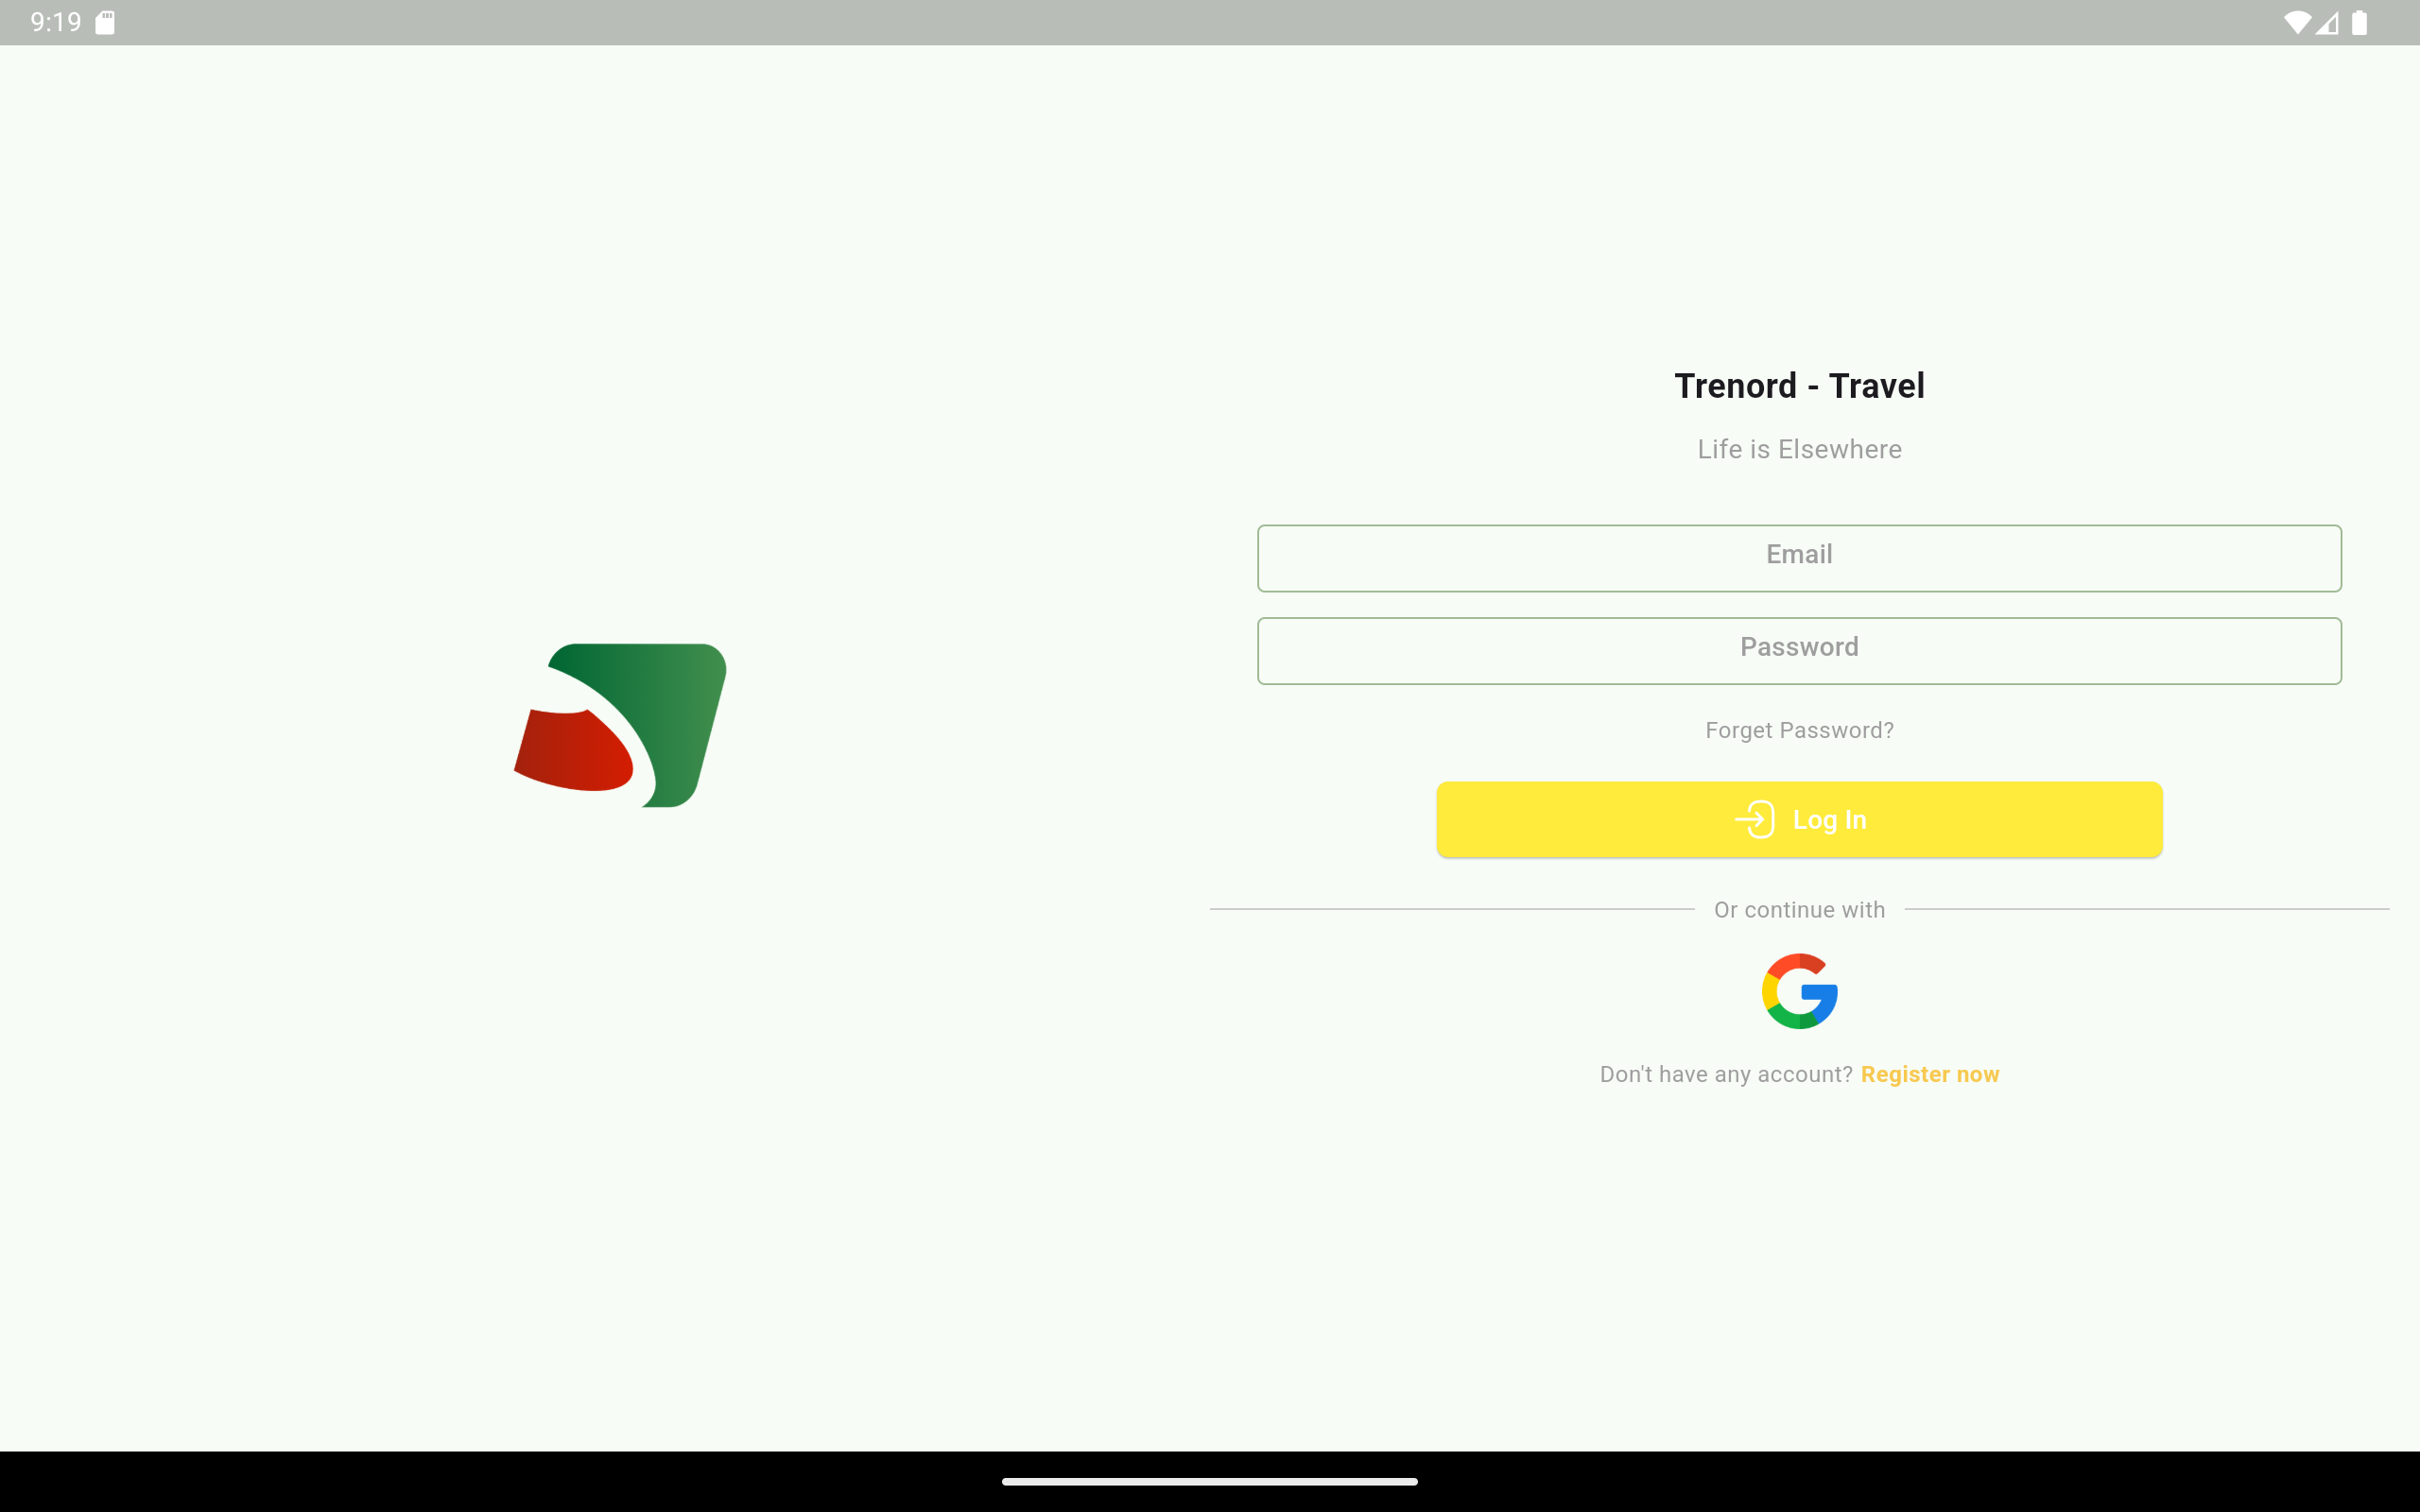 9:19
Trenord - Travel
Life is Elsewhere
Email
Password
Forget Password?
Log In
Or continue with
Don't have any account? Register now